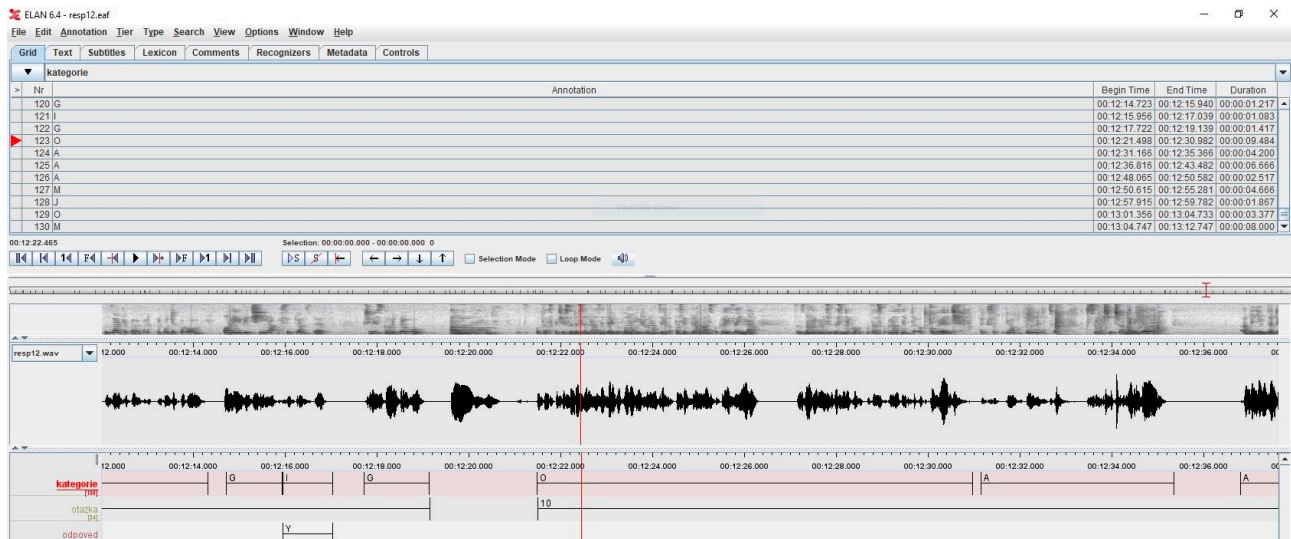 ELAN 6.4 - resp12.eaf
File Edit Annotation Tier Type Search View Options Window Help
Grid Text Subtitles Lexicon Comments Recognizers Metadata Controls
kategorie
> Nr Annotation Begin Time End Time Duration
120 G 00:12:14.723 00:12:15.940 00:00:01.217
121 I 00:12:15.956 00:12:17.039 00:00:01.083
122 G 00:12:17.722 00:12:19.139 00:00:01.417
123 O 00:12:21.498 00:12:30.982 00:00:09.484
124 A 00:12:31.166 00:12:35.366 00:00:04.200
125 A 00:12:36.816 00:12:43.482 00:00:06.666
126 A 00:12:48.065 00:12:50.582 00:00:02.517
127 M 00:12:50.615 00:12:55.281 00:00:04.666
128 J 00:12:57.915 00:12:59.782 00:00:01.867
129 O 00:13:01.356 00:13:04.733 00:00:03.377
130 M 00:13:04.747 00:13:12.747 00:00:08.000
00:12:22.465 Selection: 00:00:00.000 - 00:00:00.000 0
1 F F 1 S S Selection Mode Loop Mode
resp12.wav 12.000 00:12:14.000 00:12:16.000 00:12:18.000 00:12:20.000 00:12:22.000 00:12:24.000 00:12:26.000 00:12:28.000 00:12:30.000 00:12:32.000 00:12:34.000 00:12:36.000 00
12.000 00:12:14.000 00:12:16.000 00:12:18.000 00:12:20.000 00:12:22.000 00:12:24.000 00:12:26.000 00:12:28.000 00:12:30.000 00:12:32.000 00:12:34.000 00:12:36.000 00
kategorie G I G O A A
otazka 10
odpoved Y